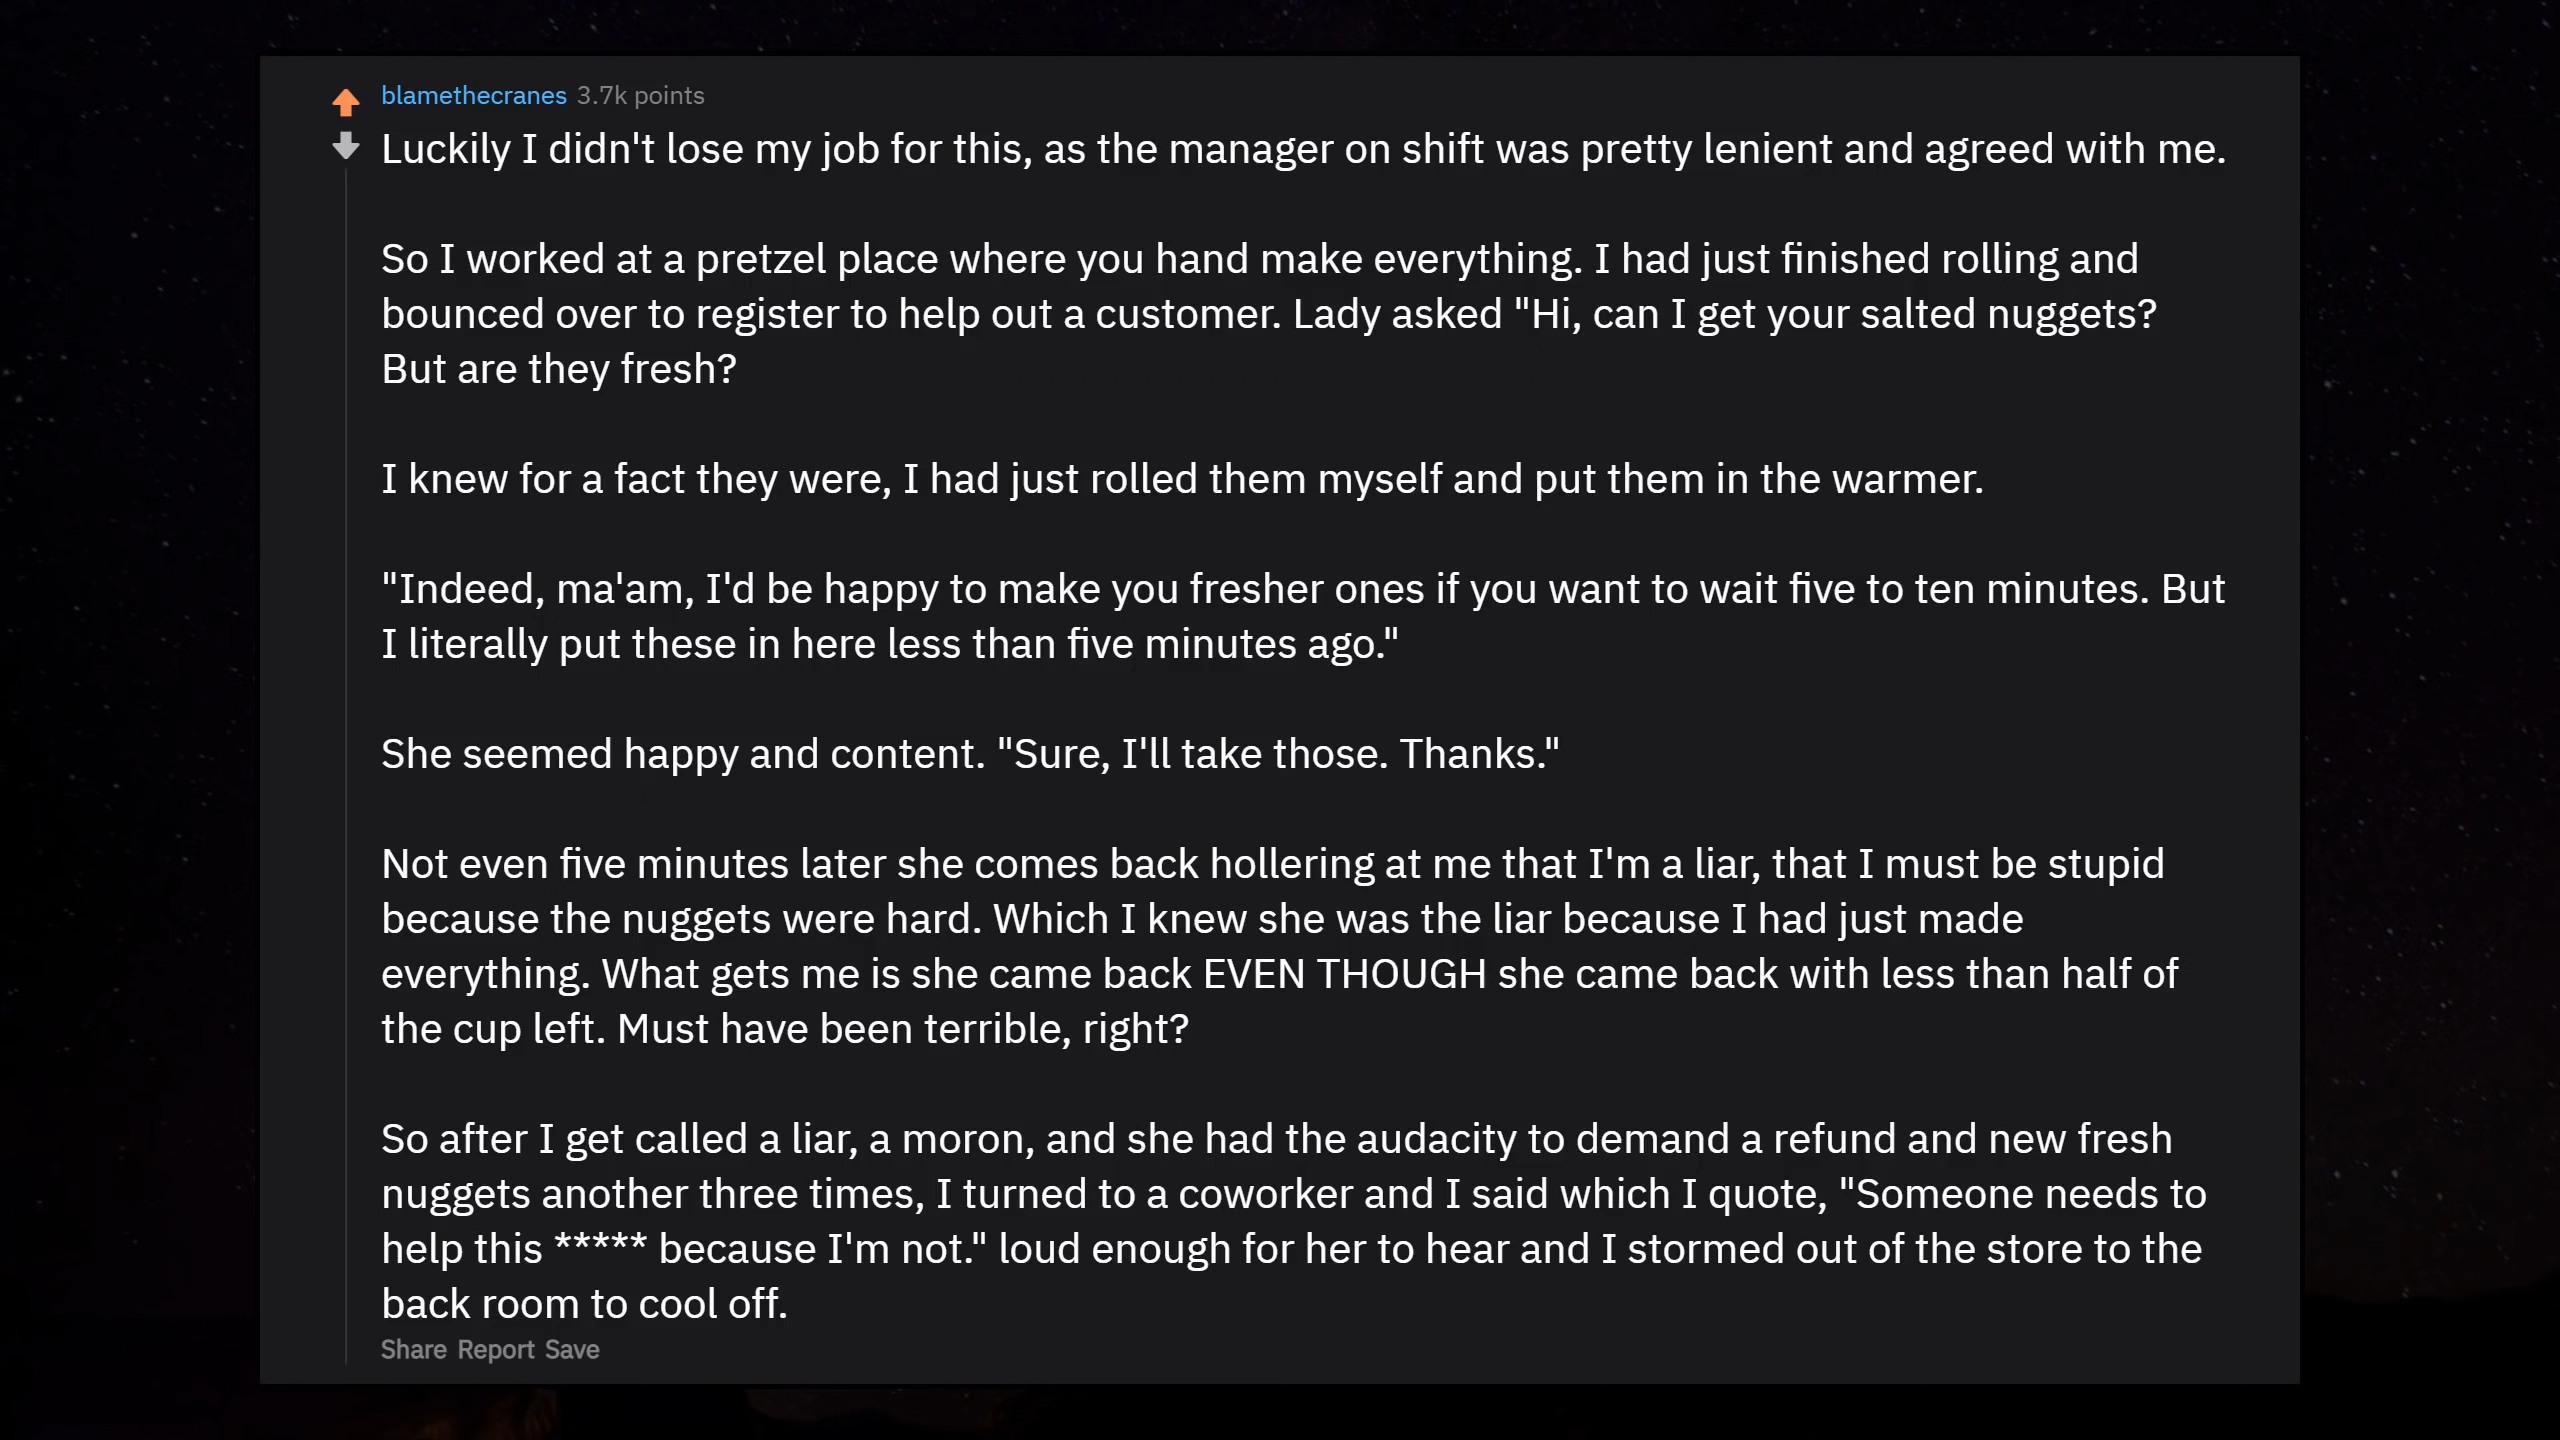 blamethecranes 3.7k points
Luckily I didn't lose my job for this, as the manager on shift was pretty lenient and agreed with me.
So I worked at a pretzel place where you hand make everything. I had just finished rolling and
bounced over to register to help out a customer. Lady asked "Hi, can I get your salted nuggets?
But are they fresh?
I knew for a fact they were, I had just rolled them myself and put them in the warmer.
"Indeed, ma'am, I'd be happy to make you fresher ones if you want to wait five to ten minutes. But
I literally put these in here less than five minutes ago."
She seemed happy and content. "Sure, I'll take those. Thanks."
Not even five minutes later she comes back hollering at me that I'm a liar, that I must be stupid
because the nuggets were hard. Which I knew she was the liar because I had just made
everything. What gets me is she came back EVEN THOUGH she came back with less than half of
the cup left. Must have been terrible, right?
So after I get called a liar, a moron, and she had the audacity to demand a refund and new fresh
nuggets another three times, I turned to a coworker and I said which I quote, "Someone needs to
help this ***** because I'm not." loud enough for her to hear and I stormed out of the store to the
back room to cool off.
Share Report Save